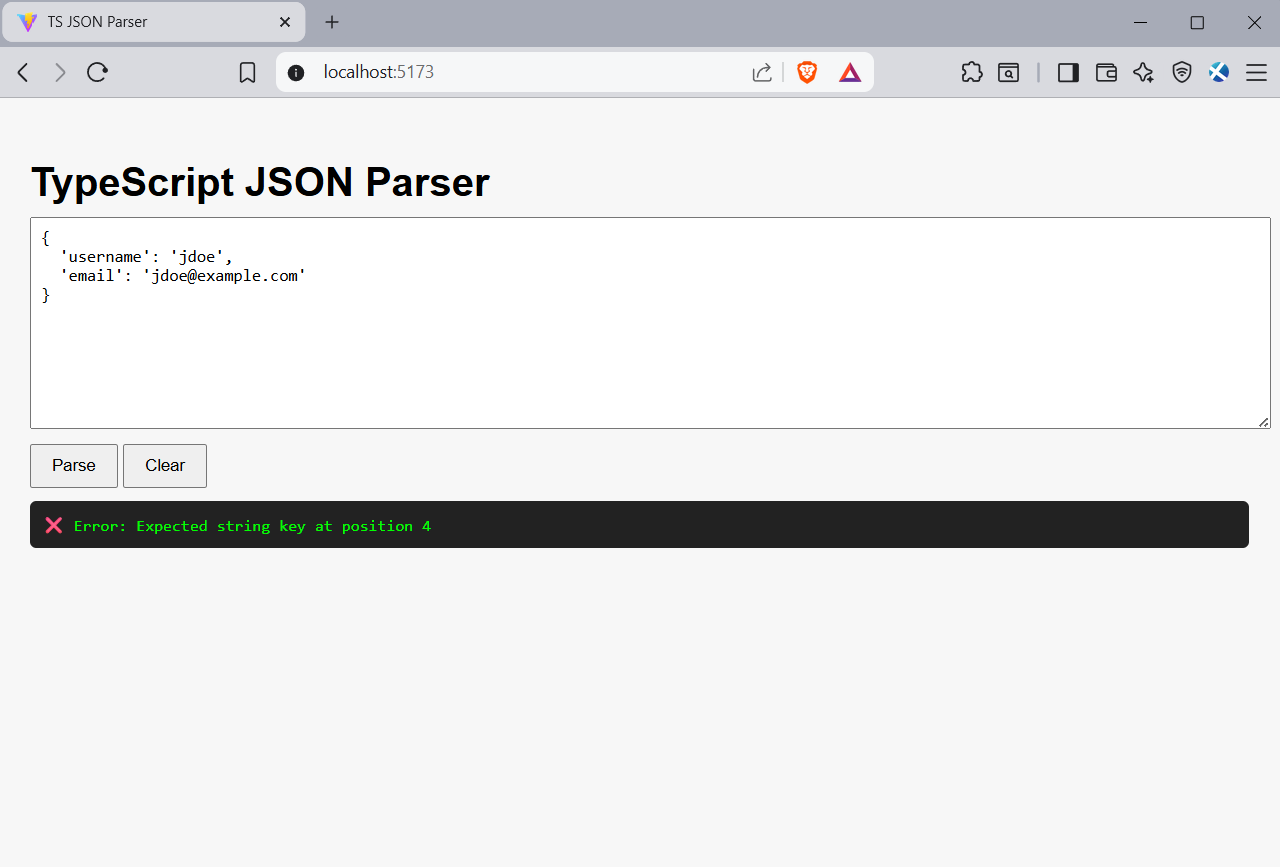 TS JSON Parser
localhost:5173
TypeScript JSON Parser
{
  'username': 'jdoe',
  'email': 'jdoe@example.com'
}
Parse Clear
❌ Error: Expected string key at position 4